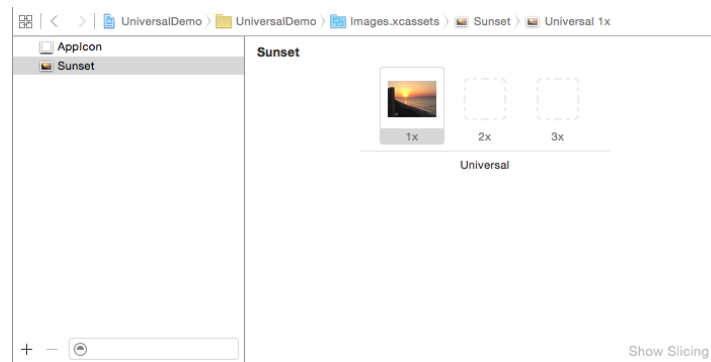 UniversalDemo UniversalDemo Images.xcassets Sunset Universal 1x
AppIcon
Sunset
Sunset
1x 2x 3x
Universal
Show Slicing